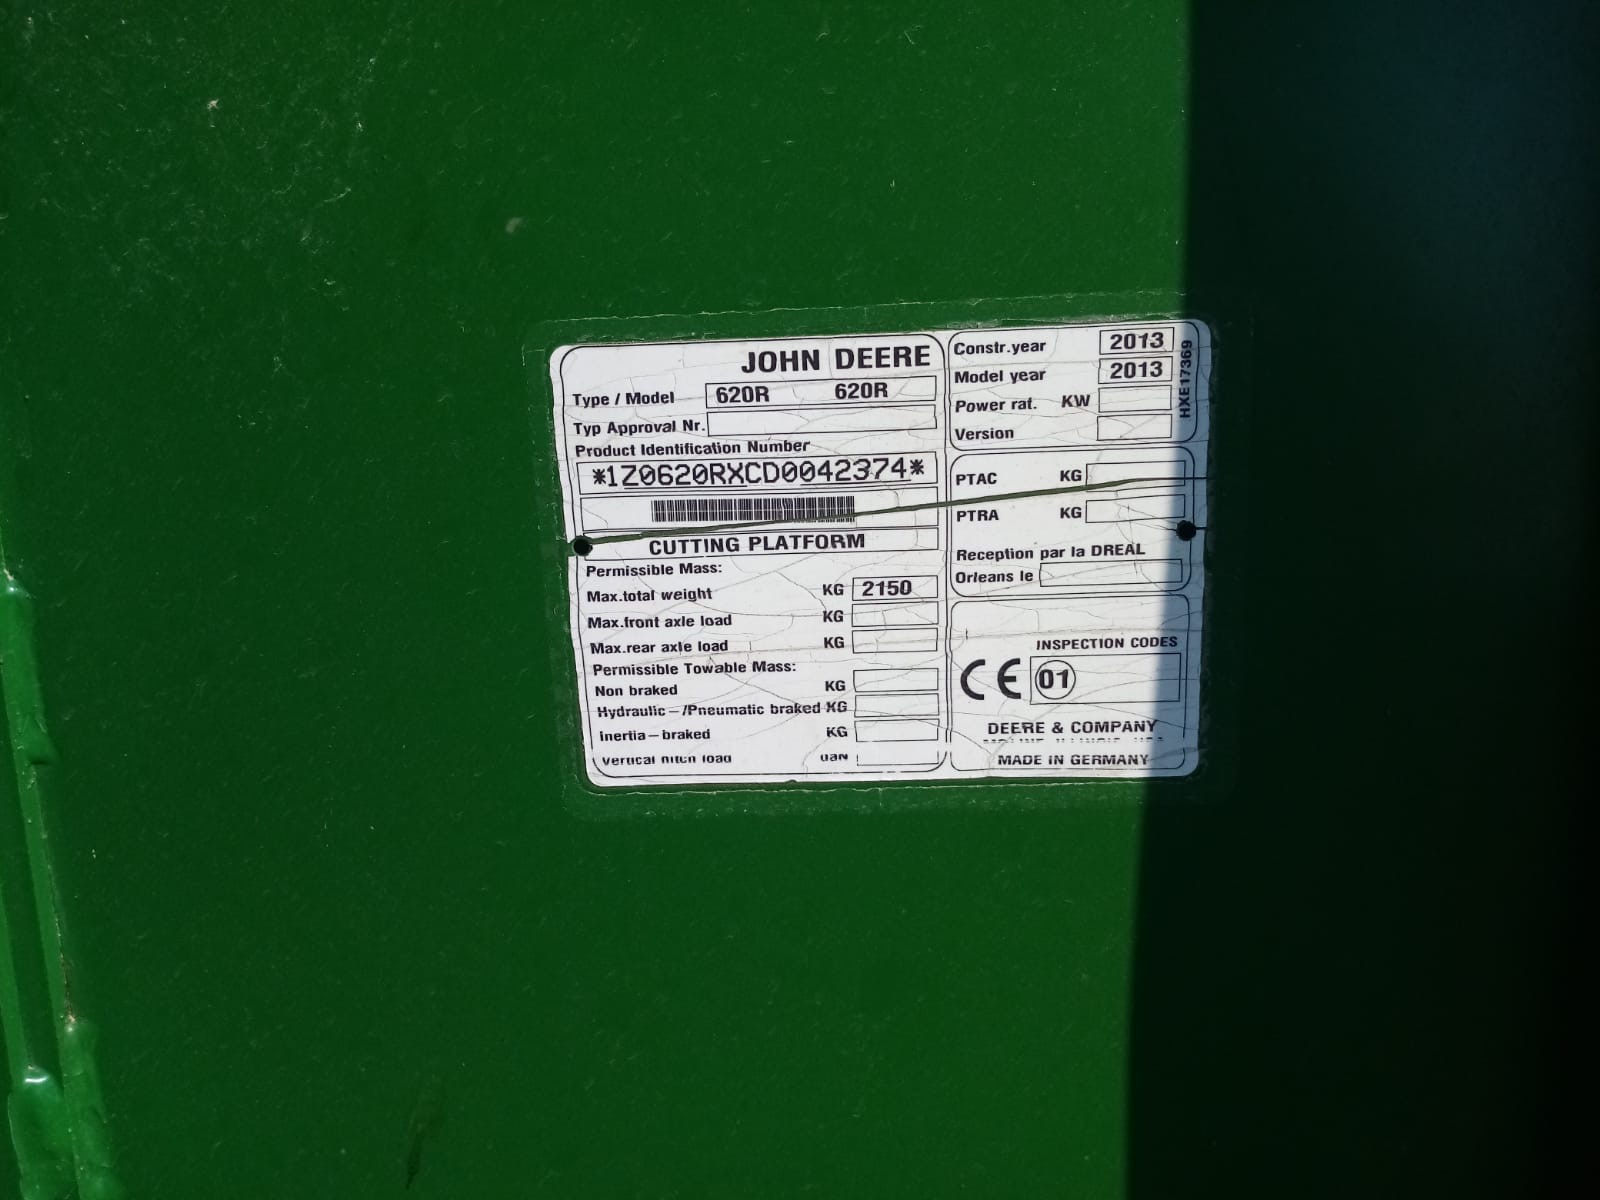 JOHN DEERE
Type / Model 620R 620R
Typ Approval Nr.
Product Identification Number
*1Z0620RXCD0042374*
CUTTING PLATFORM
Permissible Mass:
Max.total weight KG 2150
Max.front axle load KG
Max.rear axle load KG
Permissible Towable Mass:
Non braked KG
Hydraulic-/Pneumatic braked KG
Inertia-braked KG
Vertical hitch load daN
Constr.year 2013
Model year 2013
Power rat. KW
Version
HXE17369
PTAC KG
PTRA KG
Reception par la DREAL
Orleans le
INSPECTION CODES
CE 01
DEERE & COMPANY
MADE IN GERMANY